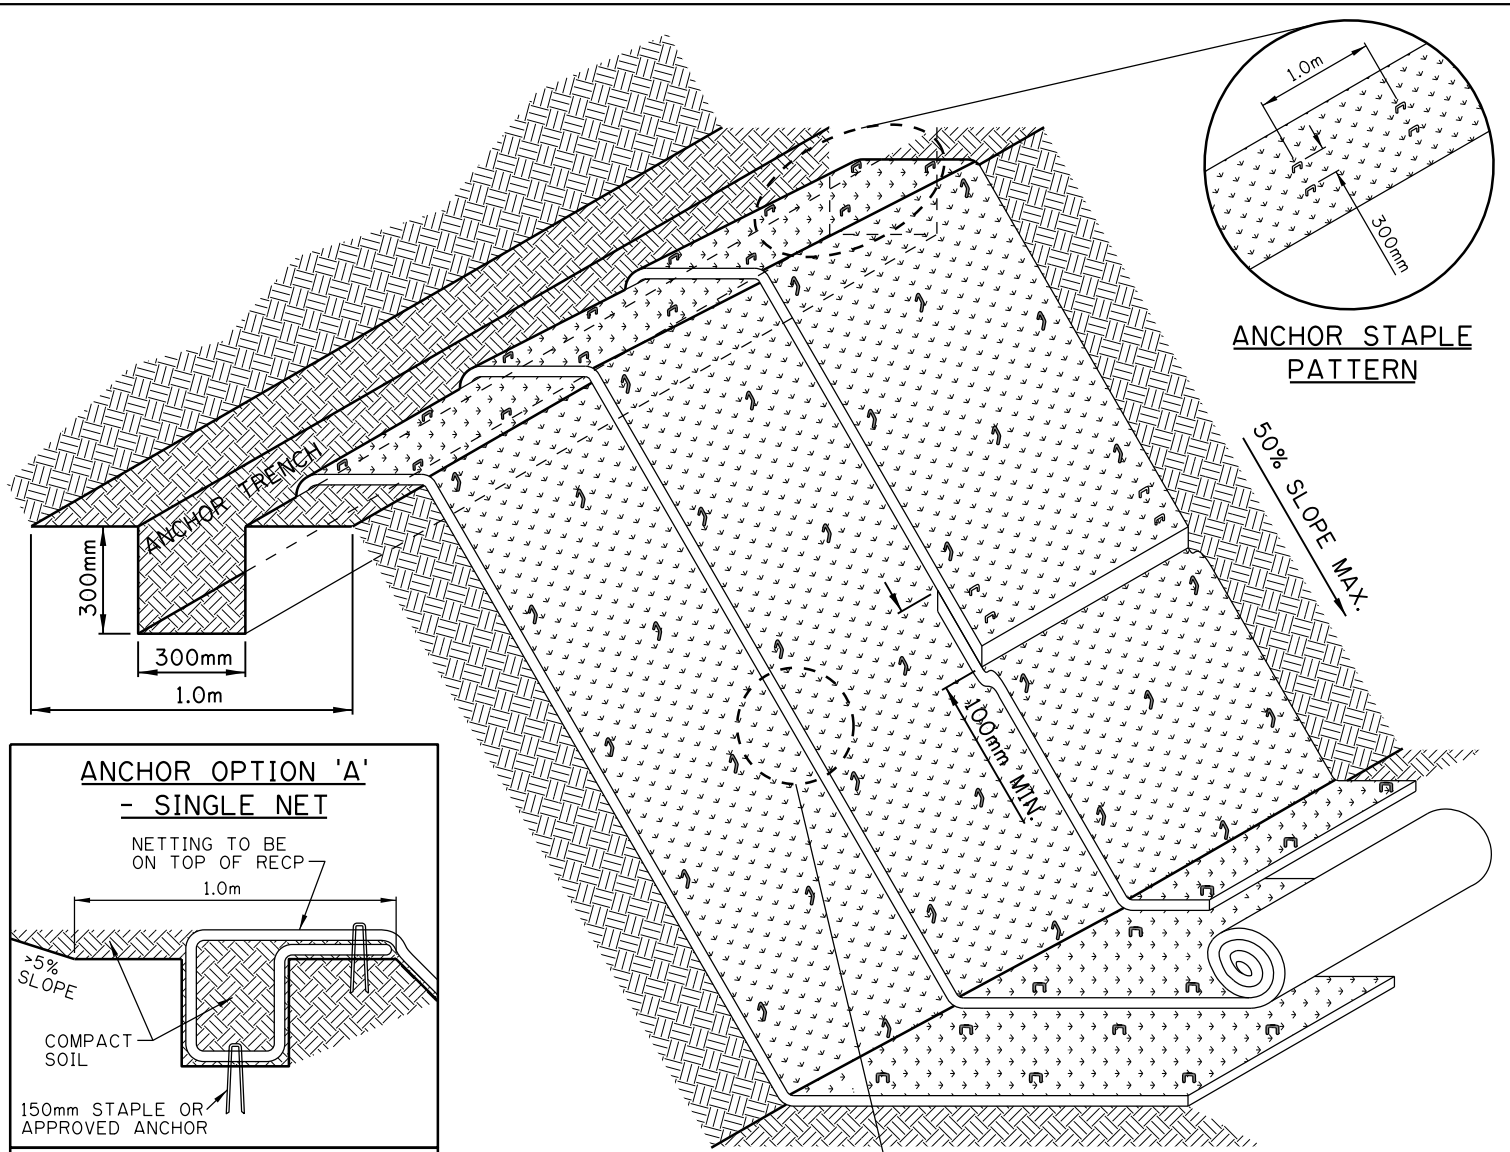 1.0m
300mm
ANCHOR STAPLE
PATTERN
50% SLOPE MAX.
ANCHOR TRENCH
300mm
300mm
1.0m
100mm MIN.
ANCHOR OPTION 'A'
- SINGLE NET
NETTING TO BE
ON TOP OF RECP
1.0m
>5%
SLOPE
COMPACT
SOIL
150mm STAPLE OR
APPROVED ANCHOR